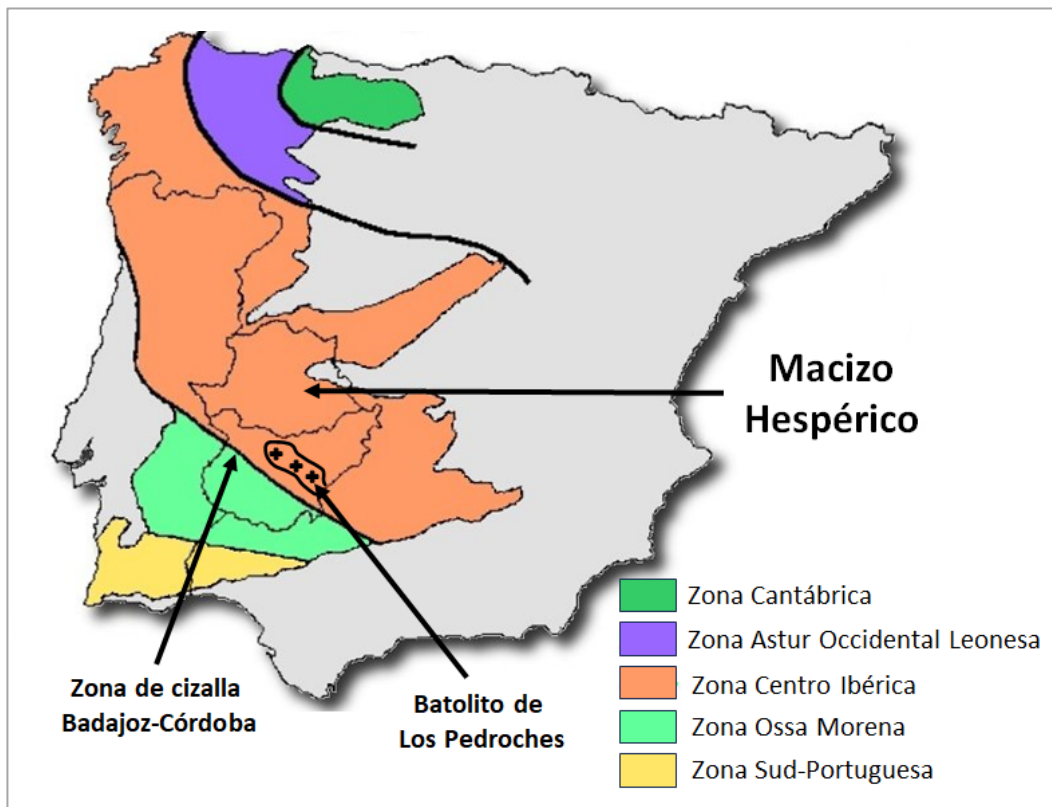 Macizo
Hespérico
Zona de cizalla
Badajoz-Córdoba
Batolito de
Los Pedroches
Zona Cantábrica
Zona Astur Occidental Leonesa
Zona Centro Ibérica
Zona Ossa Morena
Zona Sud-Portuguesa